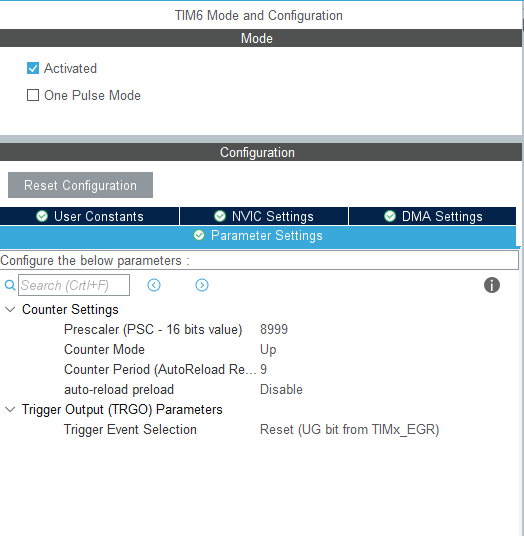 TIM6 Mode and Configuration
Mode
Activated
One Pulse Mode
Configuration
Reset Configuration
User Constants NVIC Settings DMA Settings
Parameter Settings
Configure the below parameters :
Search (Crtl+F)
Counter Settings
Prescaler (PSC - 16 bits value) 8999
Counter Mode Up
Counter Period (AutoReload Re... 9
auto-reload preload Disable
Trigger Output (TRGO) Parameters
Trigger Event Selection Reset (UG bit from TIMx_EGR)